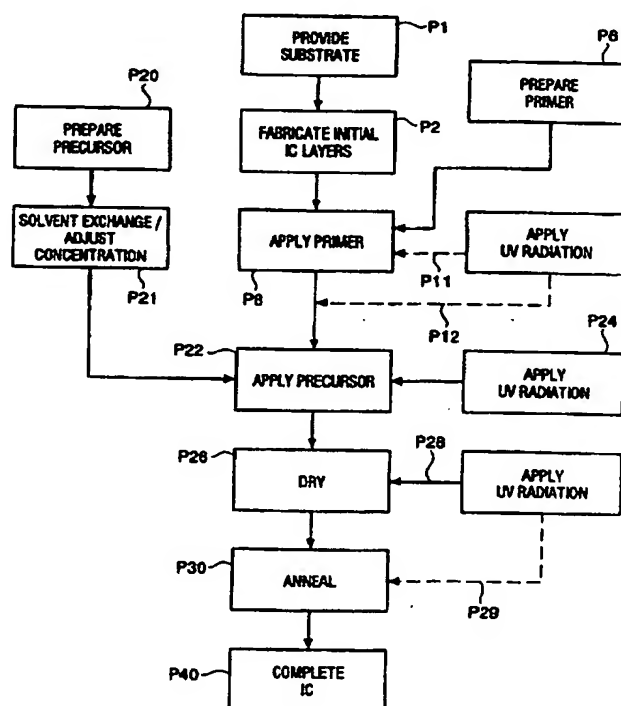 P1
PROVIDE
SUBSTRATE
P6
PREPARE
PRIMER
P20
PREPARE
PRECURSOR
P2
FABRICATE INITIAL
IC LAYERS
SOLVENT EXCHANGE /
ADJUST
CONCENTRATION
P21
APPLY PRIMER
P8
P11
APPLY
UV RADIATION
P12
P22
APPLY PRECURSOR
P24
APPLY
UV RADIATION
P26
DRY
P28
APPLY
UV RADIATION
P30
ANNEAL
P29
P40
COMPLETE
IC